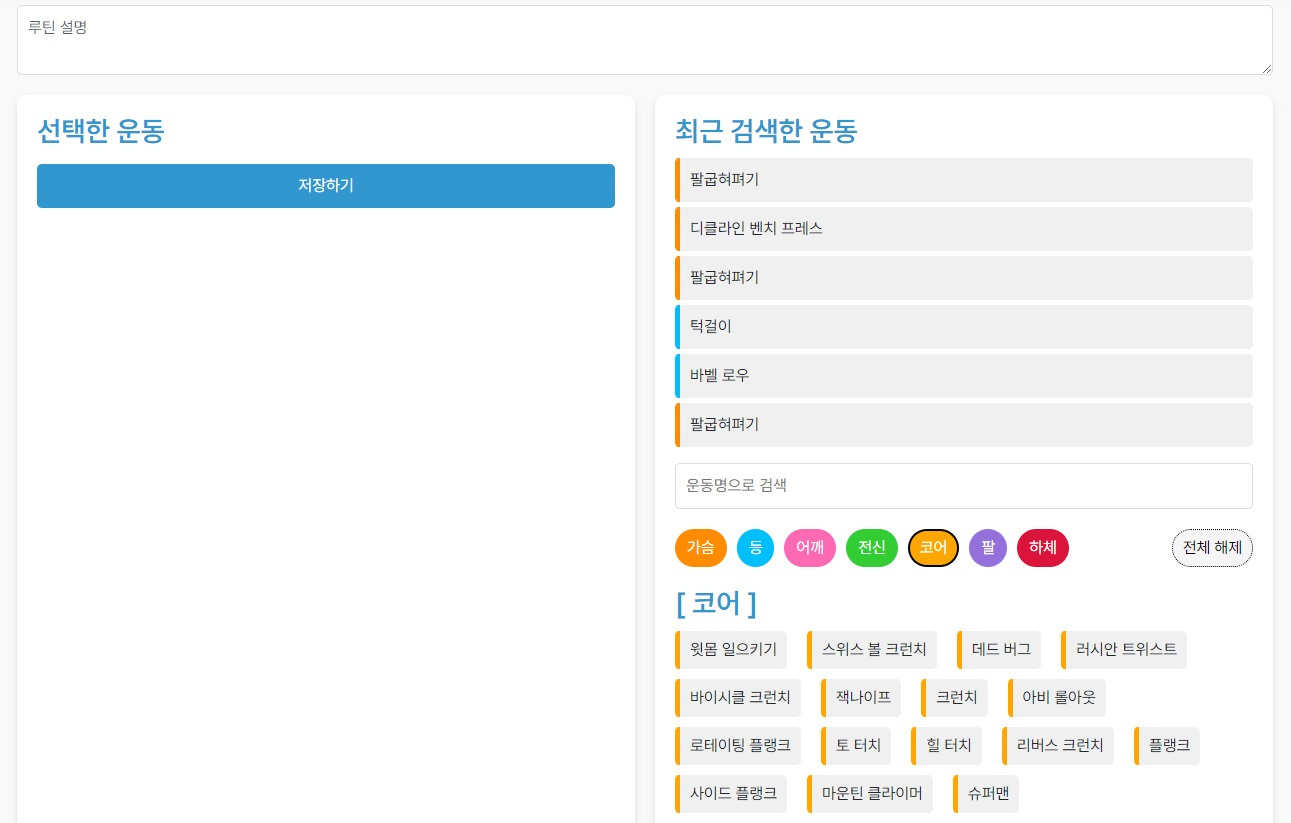 루틴 설명
선택한 운동
저장하기
최근 검색한 운동
팔굽혀펴기
디클라인 벤치 프레스
팔굽혀펴기
턱걸이
바벨 로우
팔굽혀펴기
운동명으로 검색
가슴 등 어깨 전신 코어 팔 하체 전체 해제
[ 코어 ]
윗몸 일으키기 스위스 볼 크런치 데드 버그 러시안 트위스트
바이시클 크런치 잭나이프 크런치 아비 롤아웃
로테이팅 플랭크 토 터치 힐 터치 리버스 크런치 플랭크
사이드 플랭크 마운틴 클라이머 슈퍼맨